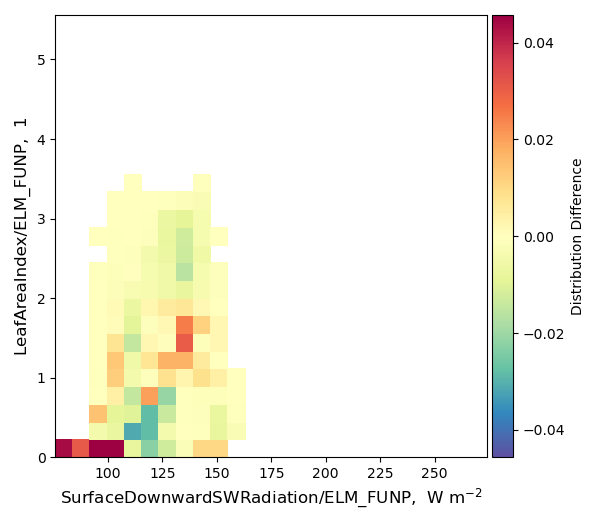 5
4
3
2
1
0
LeafAreaIndex/ELM_FUNP, 1
100 125 150 175 200 225 250
SurfaceDownwardSWRadiation/ELM_FUNP, W m⁻²
0.04
0.02
0.00
−0.02
−0.04
Distribution Difference